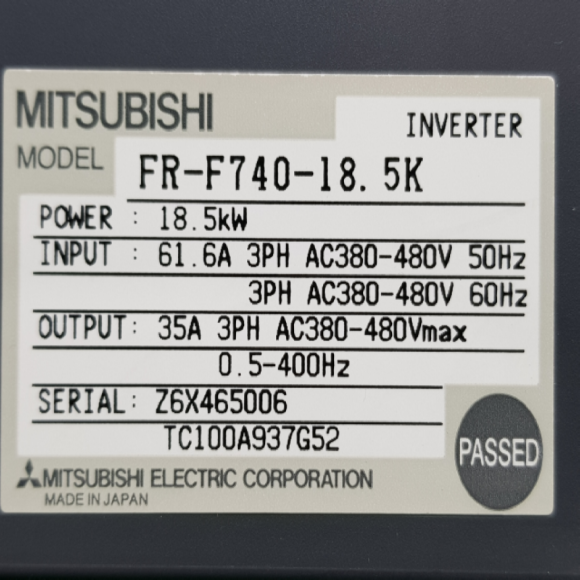 MITSUBISHI
INVERTER
MODEL FR-F740-18.5K
POWER : 18.5kW
INPUT : 61.6A 3PH AC380-480V 50Hz
3PH AC380-480V 60Hz
OUTPUT: 35A 3PH AC380-480Vmax
0.5-400Hz
SERIAL: Z6X465006
TC100A937G52
PASSED
MITSUBISHI ELECTRIC CORPORATION
MADE IN JAPAN